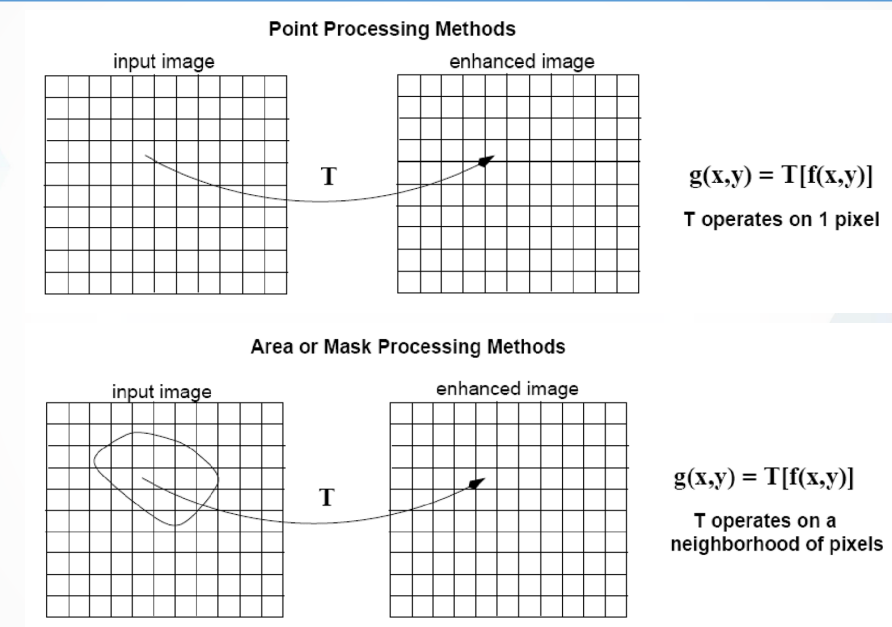 Point Processing Methods
input image
enhanced image
T
g(x,y) = T[f(x,y)]
T operates on 1 pixel
Area or Mask Processing Methods
input image
enhanced image
T
g(x,y) = T[f(x,y)]
T operates on a
neighborhood of pixels